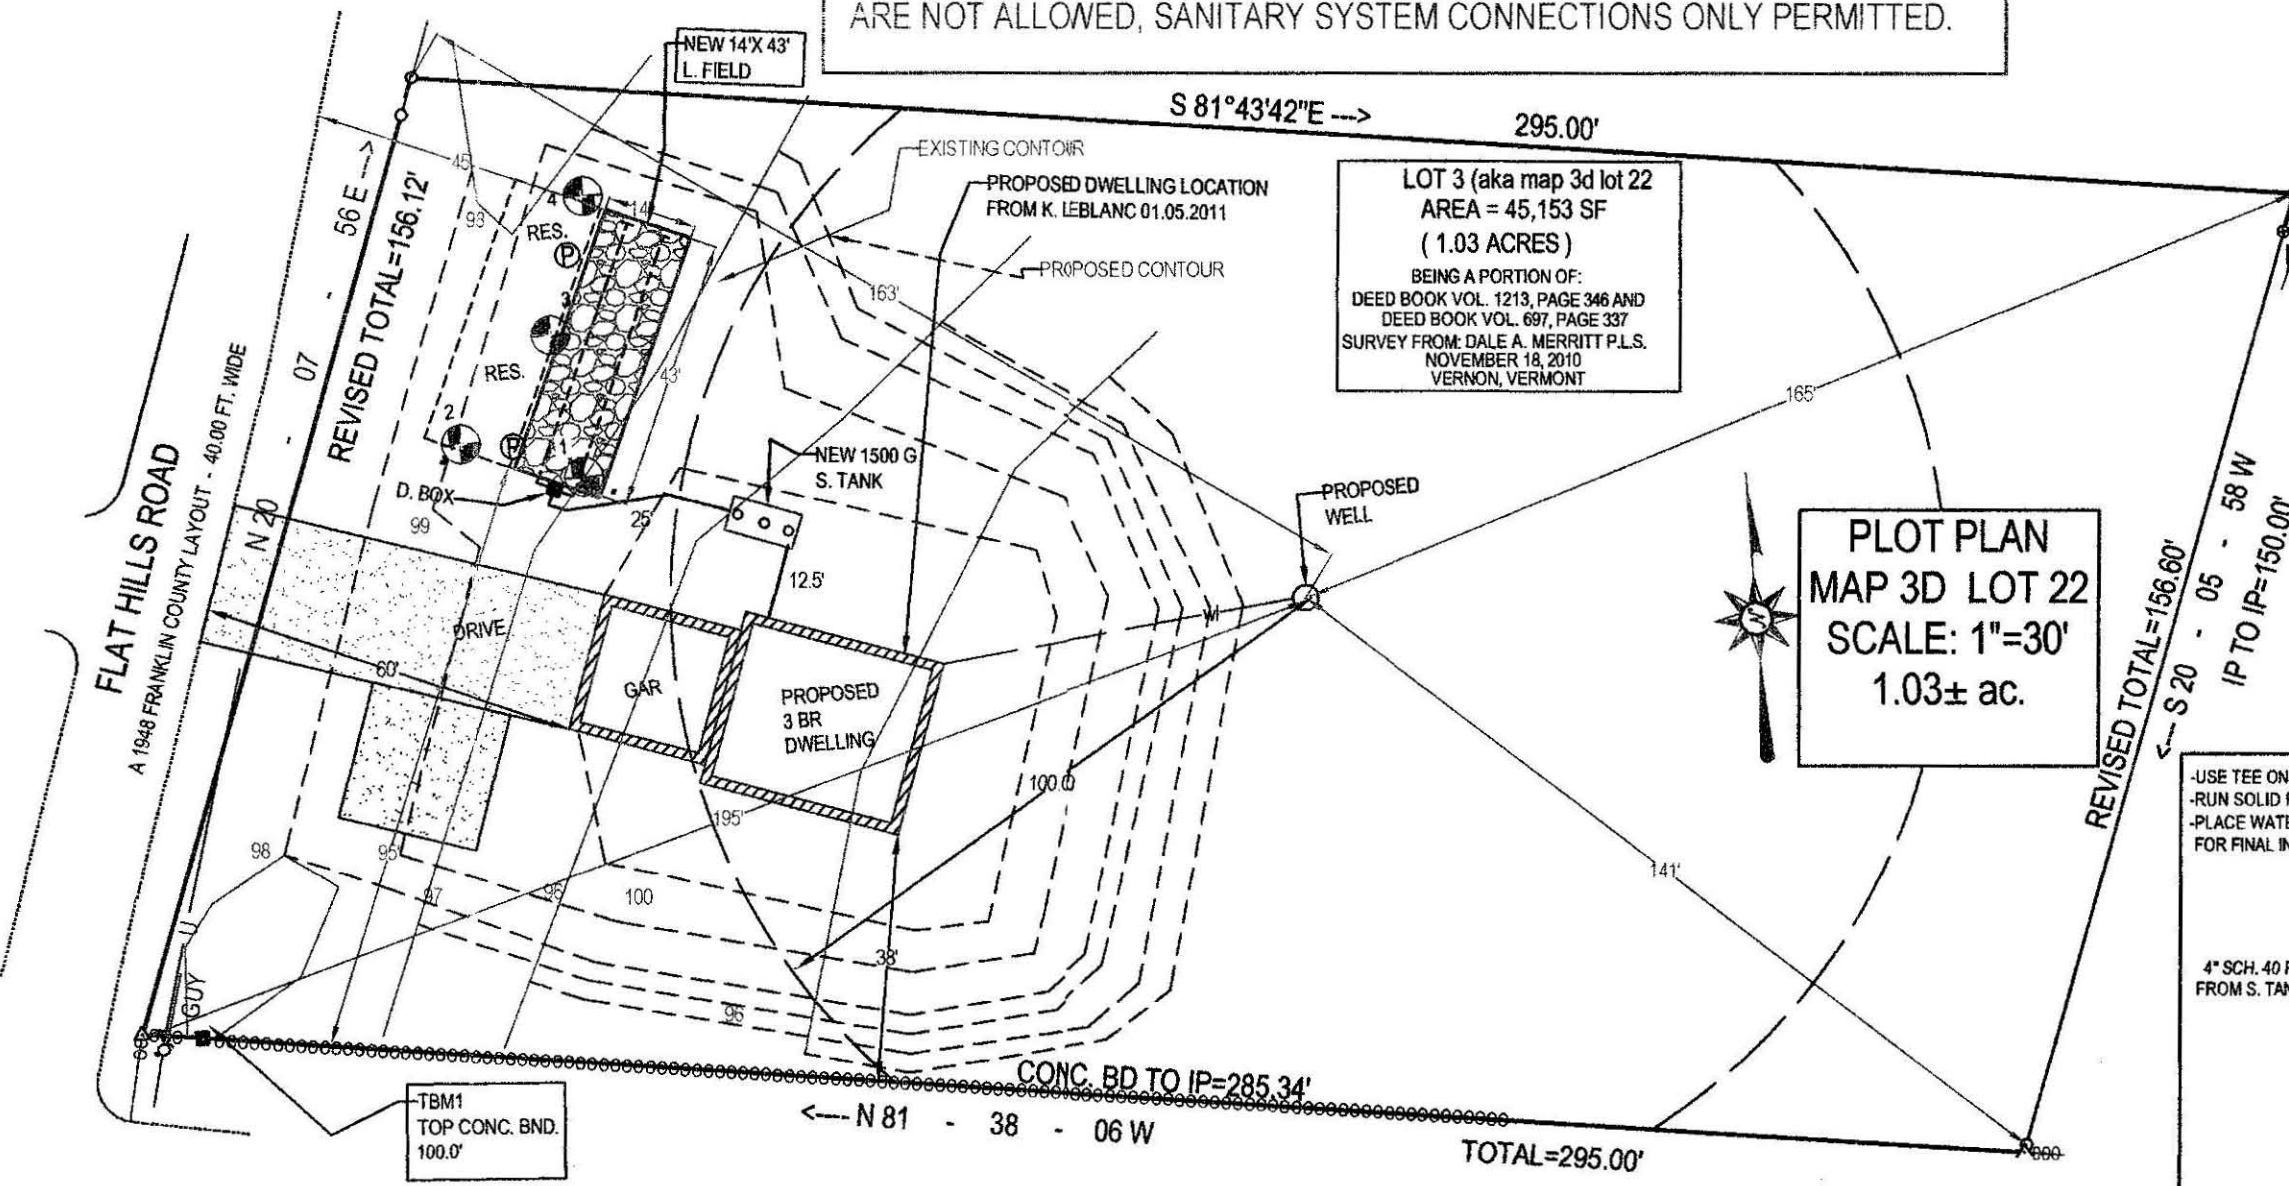 ARE NOT ALLOWED, SANITARY SYSTEM CONNECTIONS ONLY PERMITTED.
NEW 14'X 43'
L. FIELD
S 81°43'42"E --->
295.00'
EXISTING CONTOUR
PROPOSED DWELLING LOCATION
FROM K. LEBLANC 01.05.2011
PROPOSED CONTOUR
LOT 3 (aka map 3d lot 22
AREA = 45,153 SF
( 1.03 ACRES )
BEING A PORTION OF:
DEED BOOK VOL. 1213, PAGE 346 AND
DEED BOOK VOL. 697, PAGE 337
SURVEY FROM: DALE A. MERRITT P.L.S.
NOVEMBER 18, 2010
VERNON, VERMONT
45'
93
4
14'
RES.
P
3
163'
43'
RES.
2
P
1
165'
N 20 - 07 - 56 E --->
REVISED TOTAL=156.12'
FLAT HILLS ROAD
A 1948 FRANKLIN COUNTY LAYOUT - 40.00 FT. WIDE
D. BOX
NEW 1500 G
S. TANK
99
25'
12.5'
PROPOSED
WELL
W
N
PLOT PLAN
MAP 3D LOT 22
SCALE: 1"=30'
1.03± ac.
REVISED TOTAL=156.60'
<--- S 20 - 05 - 58 W
IP TO IP=150.00'
DRIVE
60'
GAR
PROPOSED
3 BR
DWELLING
100.0
195'
141'
98
95
97
96
100
38'
96
U
GUY
-USE TEE ON
-RUN SOLID
-PLACE WATE
FOR FINAL IN
4" SCH. 40 P
FROM S. TAN
CONC. BD TO IP=285.34'
<---- N 81 - 38 - 06 W
TOTAL=295.00'
TBM1
TOP CONC. BND.
100.0'